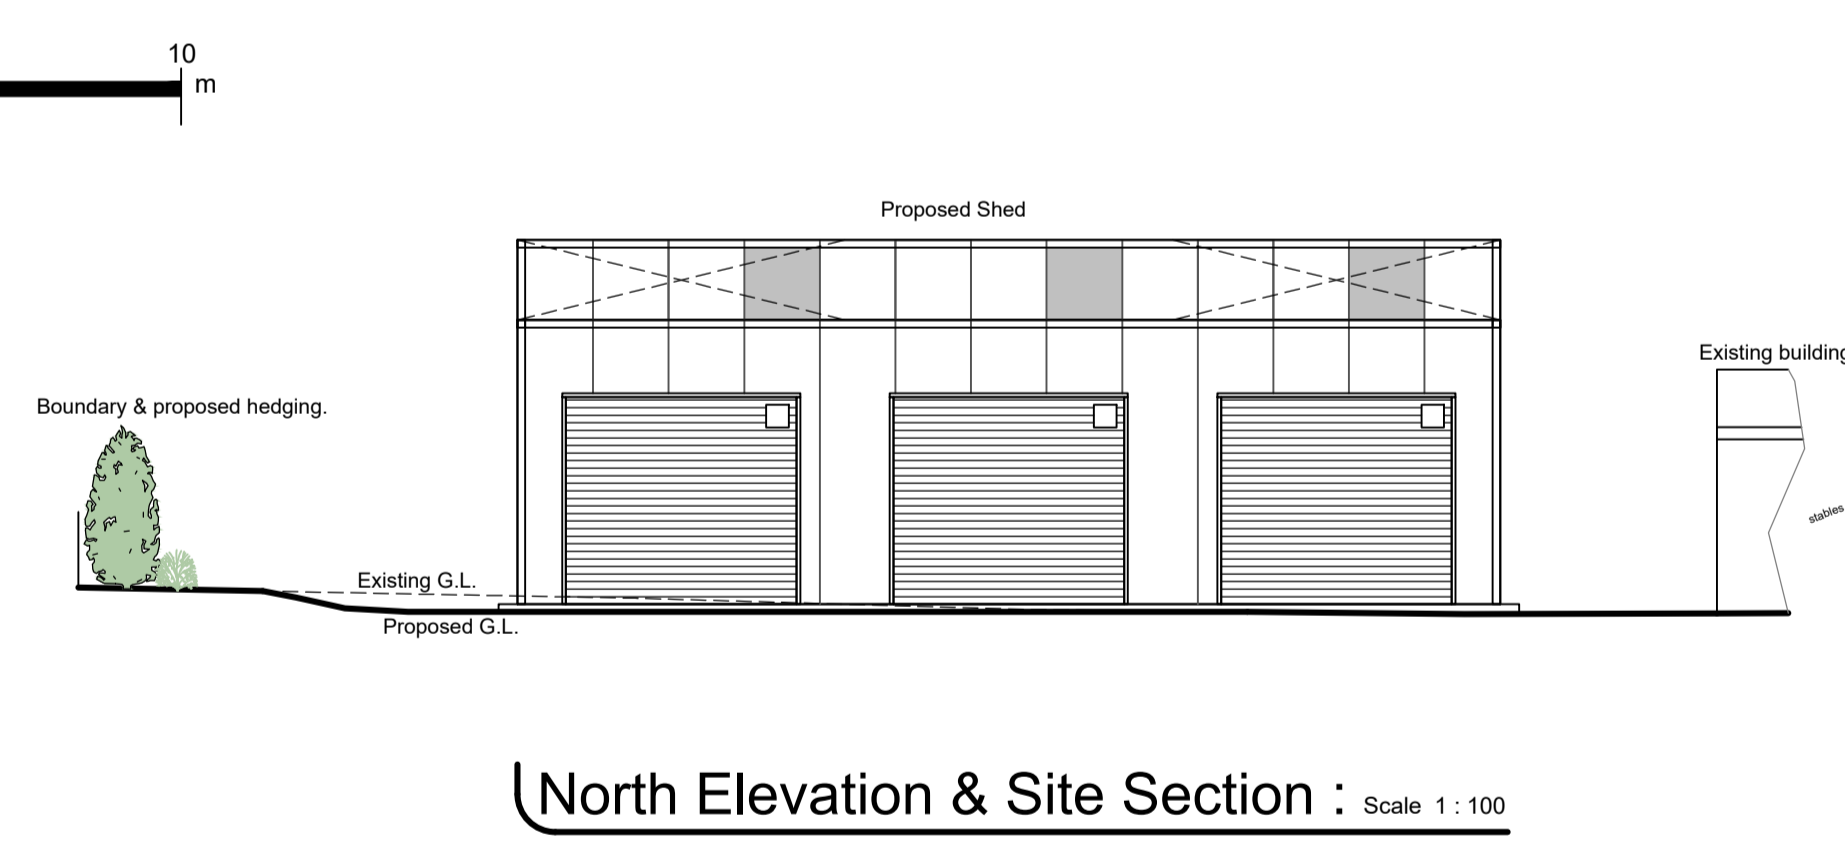 10
m
Proposed Shed
Existing building
Boundary & proposed hedging.
stables
Existing G.L.
Proposed G.L.
North Elevation & Site Section : Scale 1 : 100